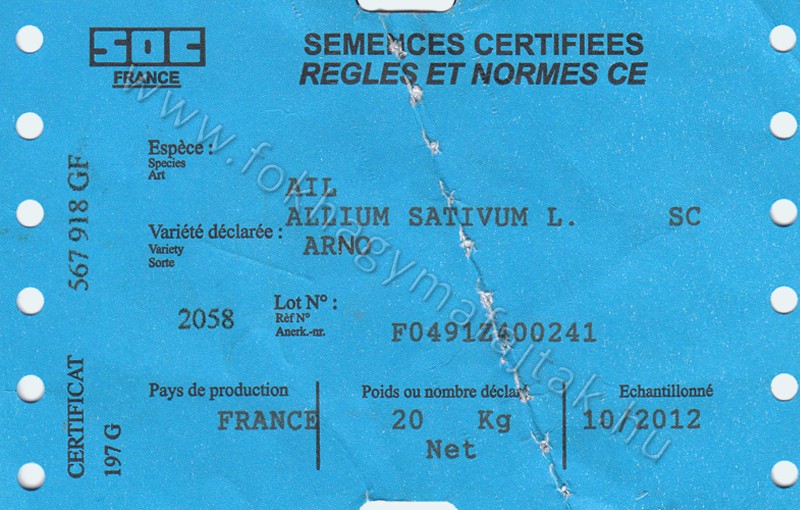 SOC
FRANCE
SEMENCES CERTIFIEES
REGLES ET NORMES CE
Espèce :
Species
Art
AIL
ALLIUM SATIVUM L. SC
Variété déclarée :
Variety
Sorte
ARNO
Lot N° :
Réf N°
Anerk.-nr.
2058
F0491Z400241
Pays de production
FRANCE
Poids ou nombre déclaré
20 Kg
Net
Echantillonné
10/2012
567 918 GF
CERTIFICAT
197 G
www.fokhagymafajtak.hu